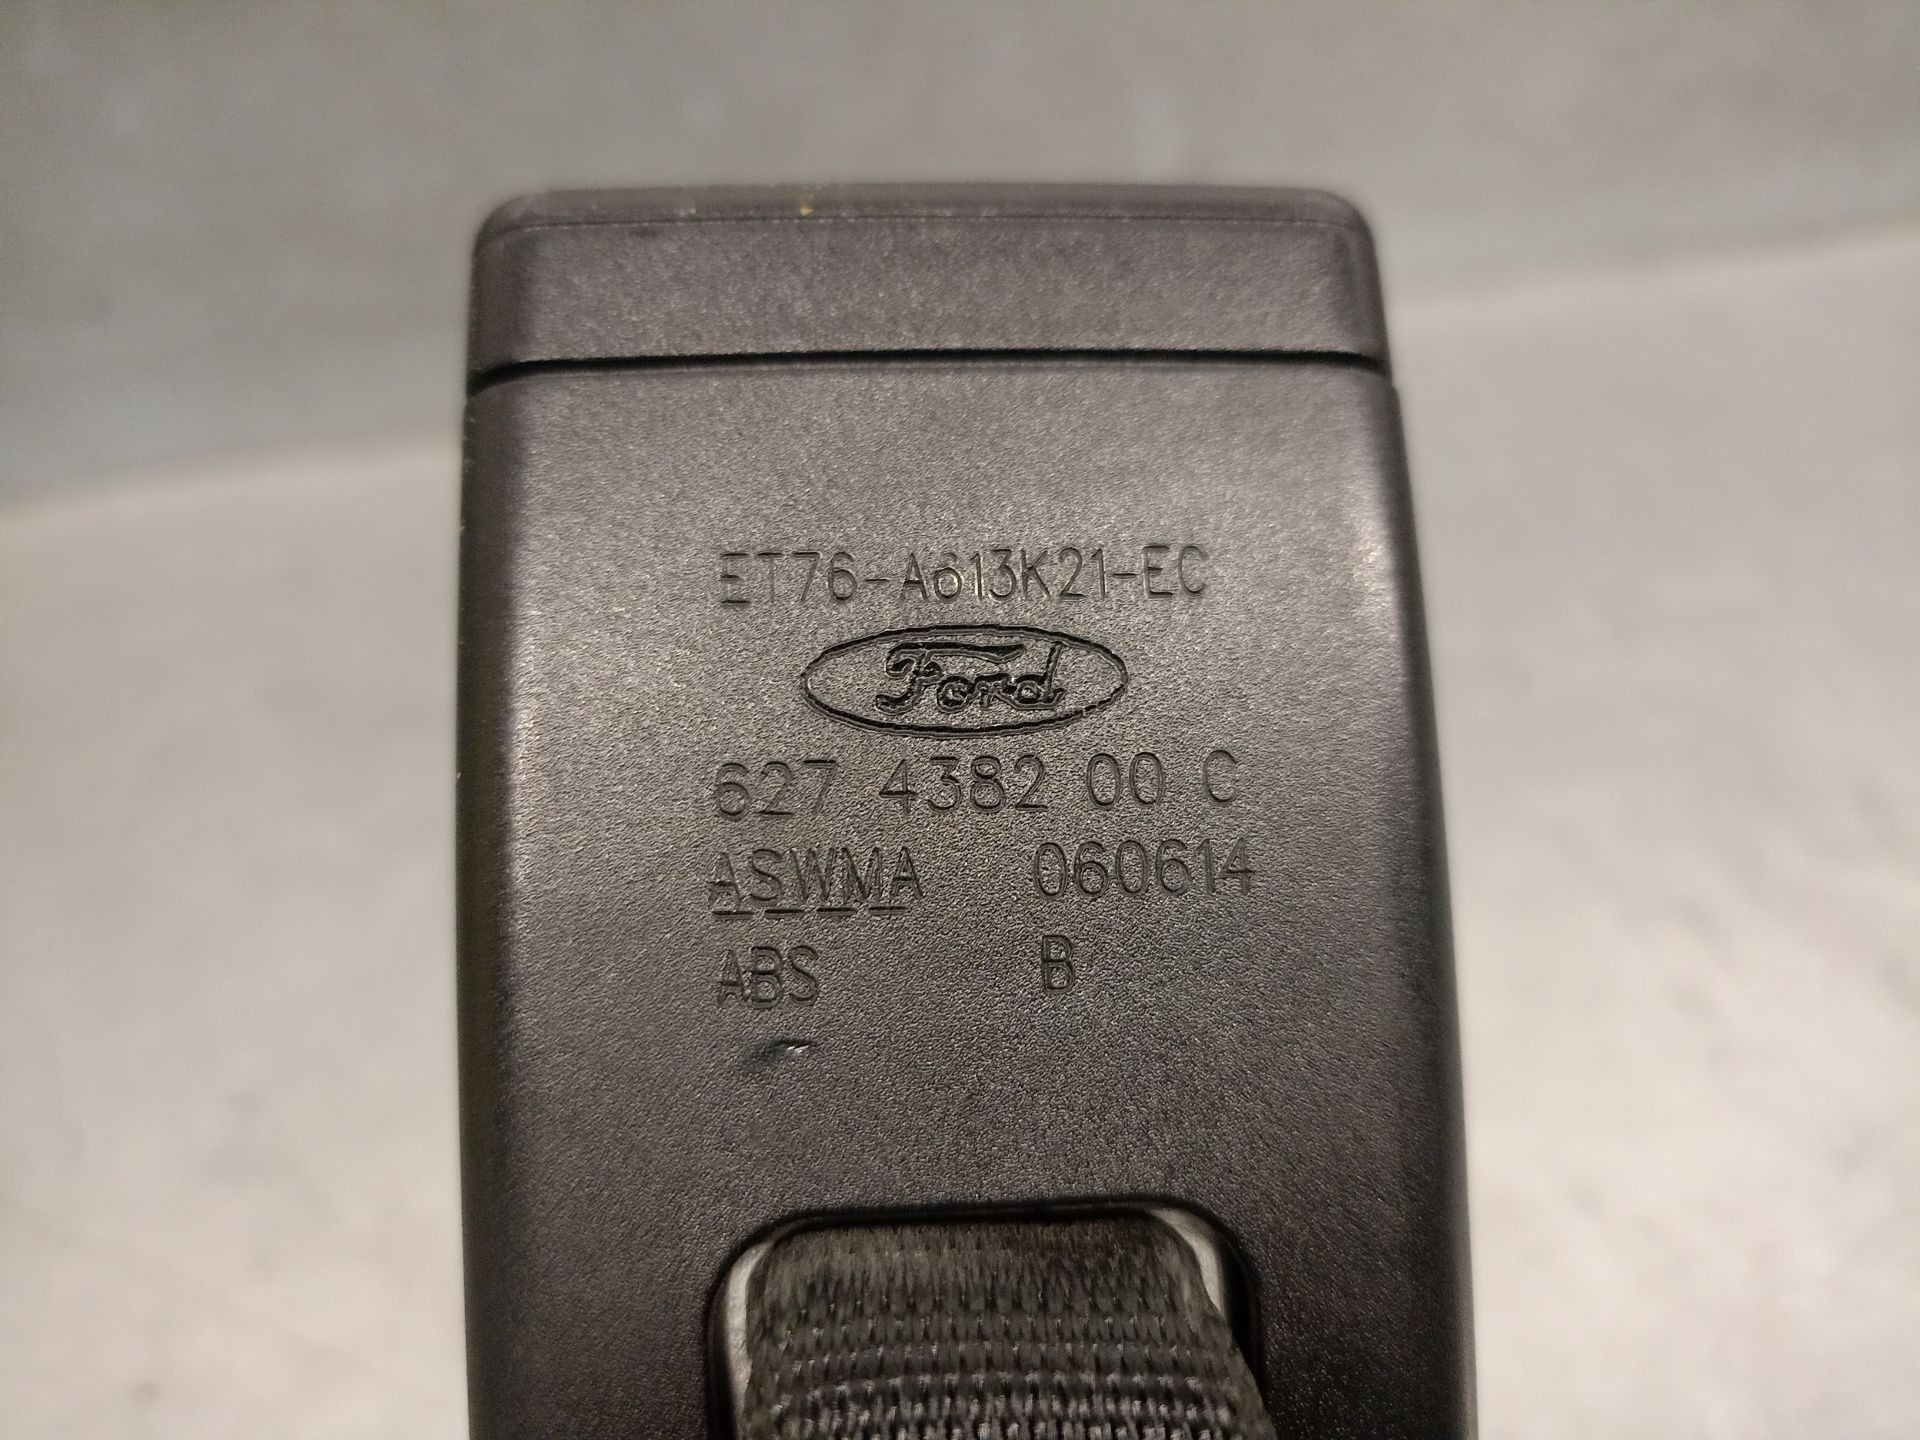 ET76-A613K21-EC
Ford
627 4382 00 C
ASWMA 060614
ABS B